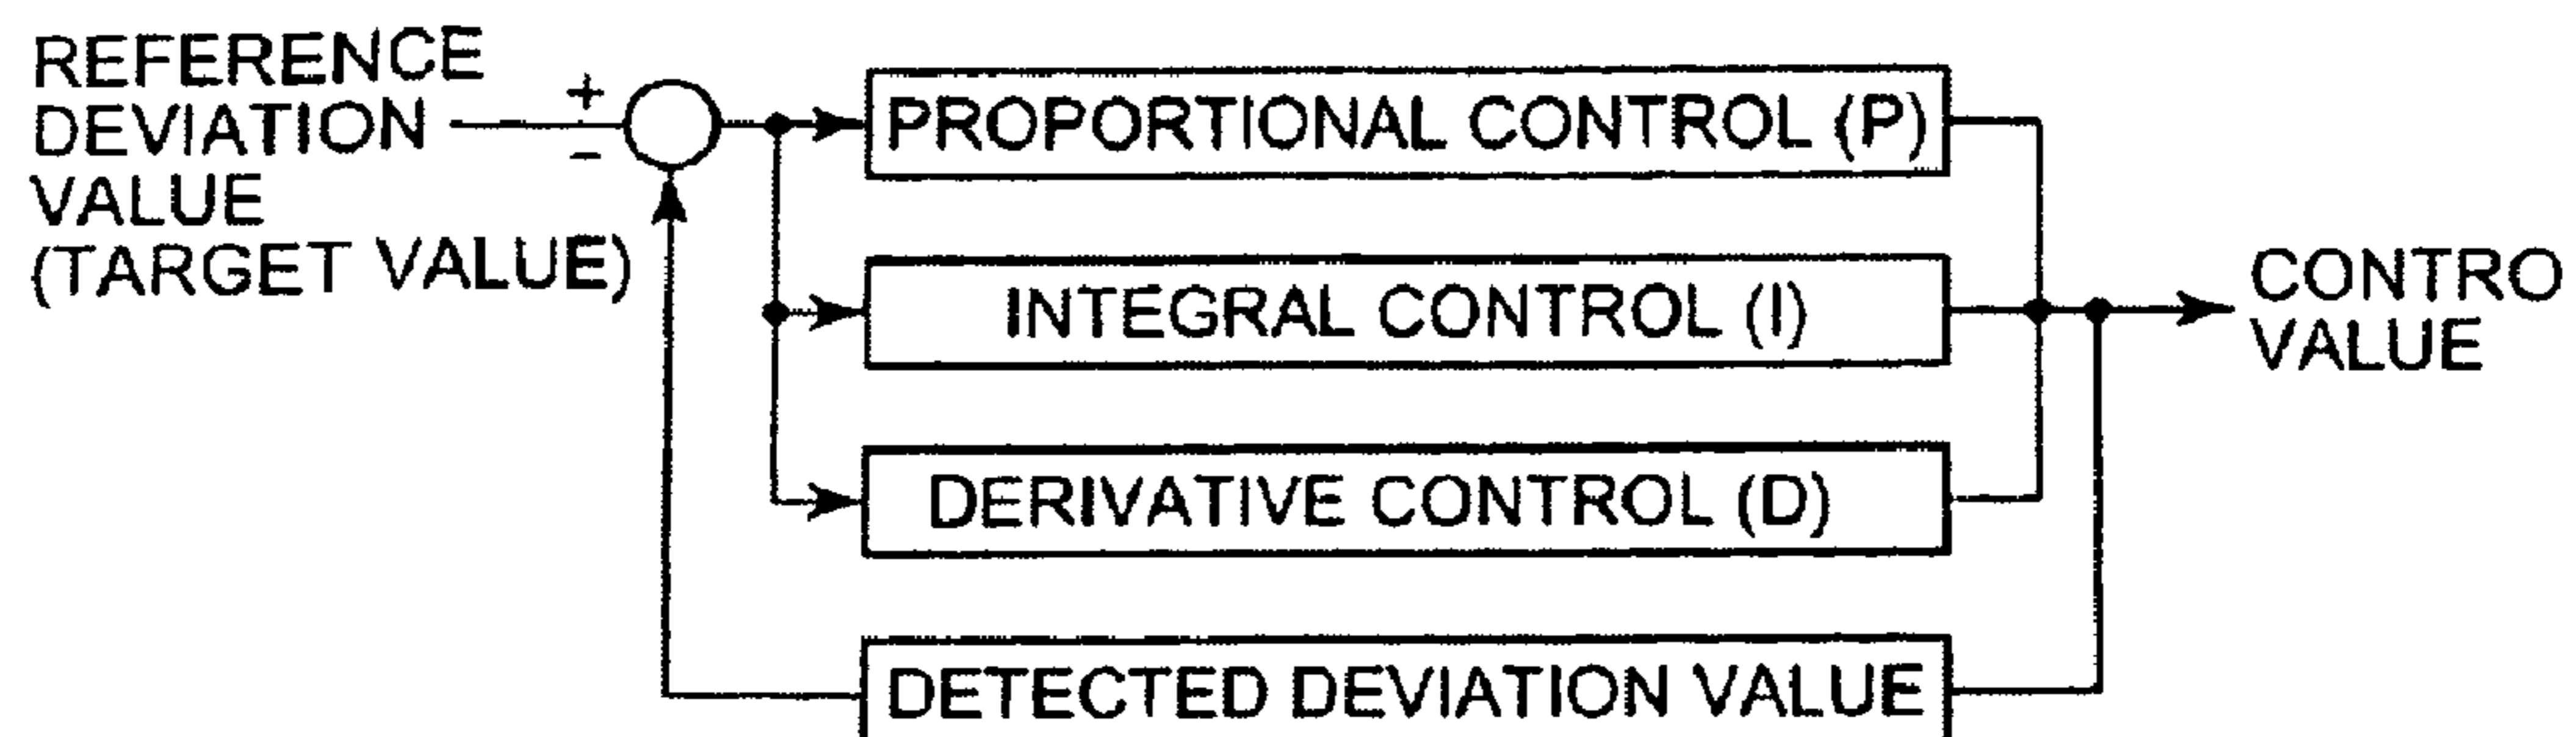 REFERENCE
DEVIATION
VALUE
(TARGET VALUE)
+
−
PROPORTIONAL CONTROL (P)
INTEGRAL CONTROL (I)
DERIVATIVE CONTROL (D)
DETECTED DEVIATION VALUE
CONTRO
VALUE